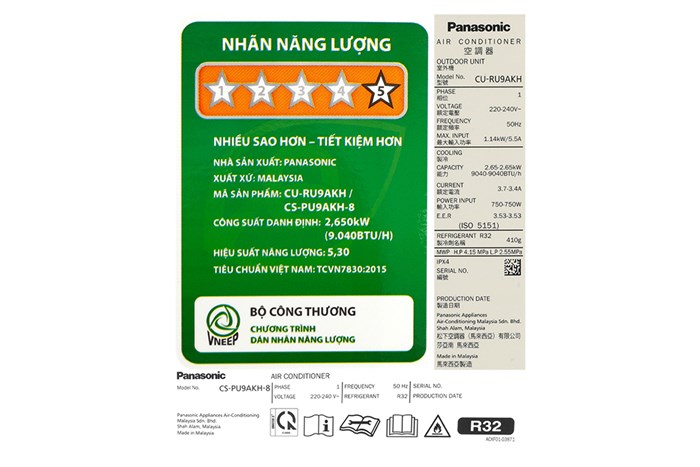 NHÃN NĂNG LƯỢNG
1 2 3 4 5
NHIỀU SAO HƠN – TIẾT KIỆM HƠN
NHÀ SẢN XUẤT: PANASONIC
XUẤT XỨ: MALAYSIA
MÃ SẢN PHẨM: CU-RU9AKH /
CS-PU9AKH-8
CÔNG SUẤT DANH ĐỊNH: 2,650kW
(9.040BTU/H)
HIỆU SUẤT NĂNG LƯỢNG: 5,30
TIÊU CHUẨN VIỆT NAM: TCVN7830:2015
VNEEP
BỘ CÔNG THƯƠNG
CHƯƠNG TRÌNH
DÁN NHÃN NĂNG LƯỢNG
Panasonic
AIR CONDITIONER
空調器
OUTDOOR UNIT
室外機
Model No. CU-RU9AKH
型號
PHASE 1
相位
VOLTAGE 220-240V~
額定電壓
FREQUENCY 50Hz
額定頻率
MAX. INPUT 1.14kW/5.5A
最大輸入功率
COOLING
製冷
CAPACITY 2.65-2.65kW
能力 9040-9040BTU/h
CURRENT 3.7-3.4A
額定電流
POWER INPUT 750-750W
額定輸入功率
E.E.R 3.53-3.53
(ISO 5151)
REFRIGERANT R32 410g
製冷劑名稱
MWP H.P 4.15 MPa L.P 2.55MPa
IPX4
SERIAL NO.
編號
PRODUCTION DATE
製造日期
Panasonic Appliances
Air-Conditioning Malaysia Sdn. Bhd.
Shah Alam, Malaysia
松下空調器（馬來西亞）有限公司
莎亞南 馬來西亞
Made in Malaysia
馬來西亞製造
Panasonic AIR CONDITIONER
Model No. CS-PU9AKH-8 PHASE 1 FREQUENCY 50 Hz SERIAL NO.
VOLTAGE 220-240 V~ REFRIGERANT R32 PRODUCTION DATE
Panasonic Appliances Air-Conditioning
Malaysia Sdn. Bhd.
Shah Alam, Malaysia
Made in Malaysia
R32